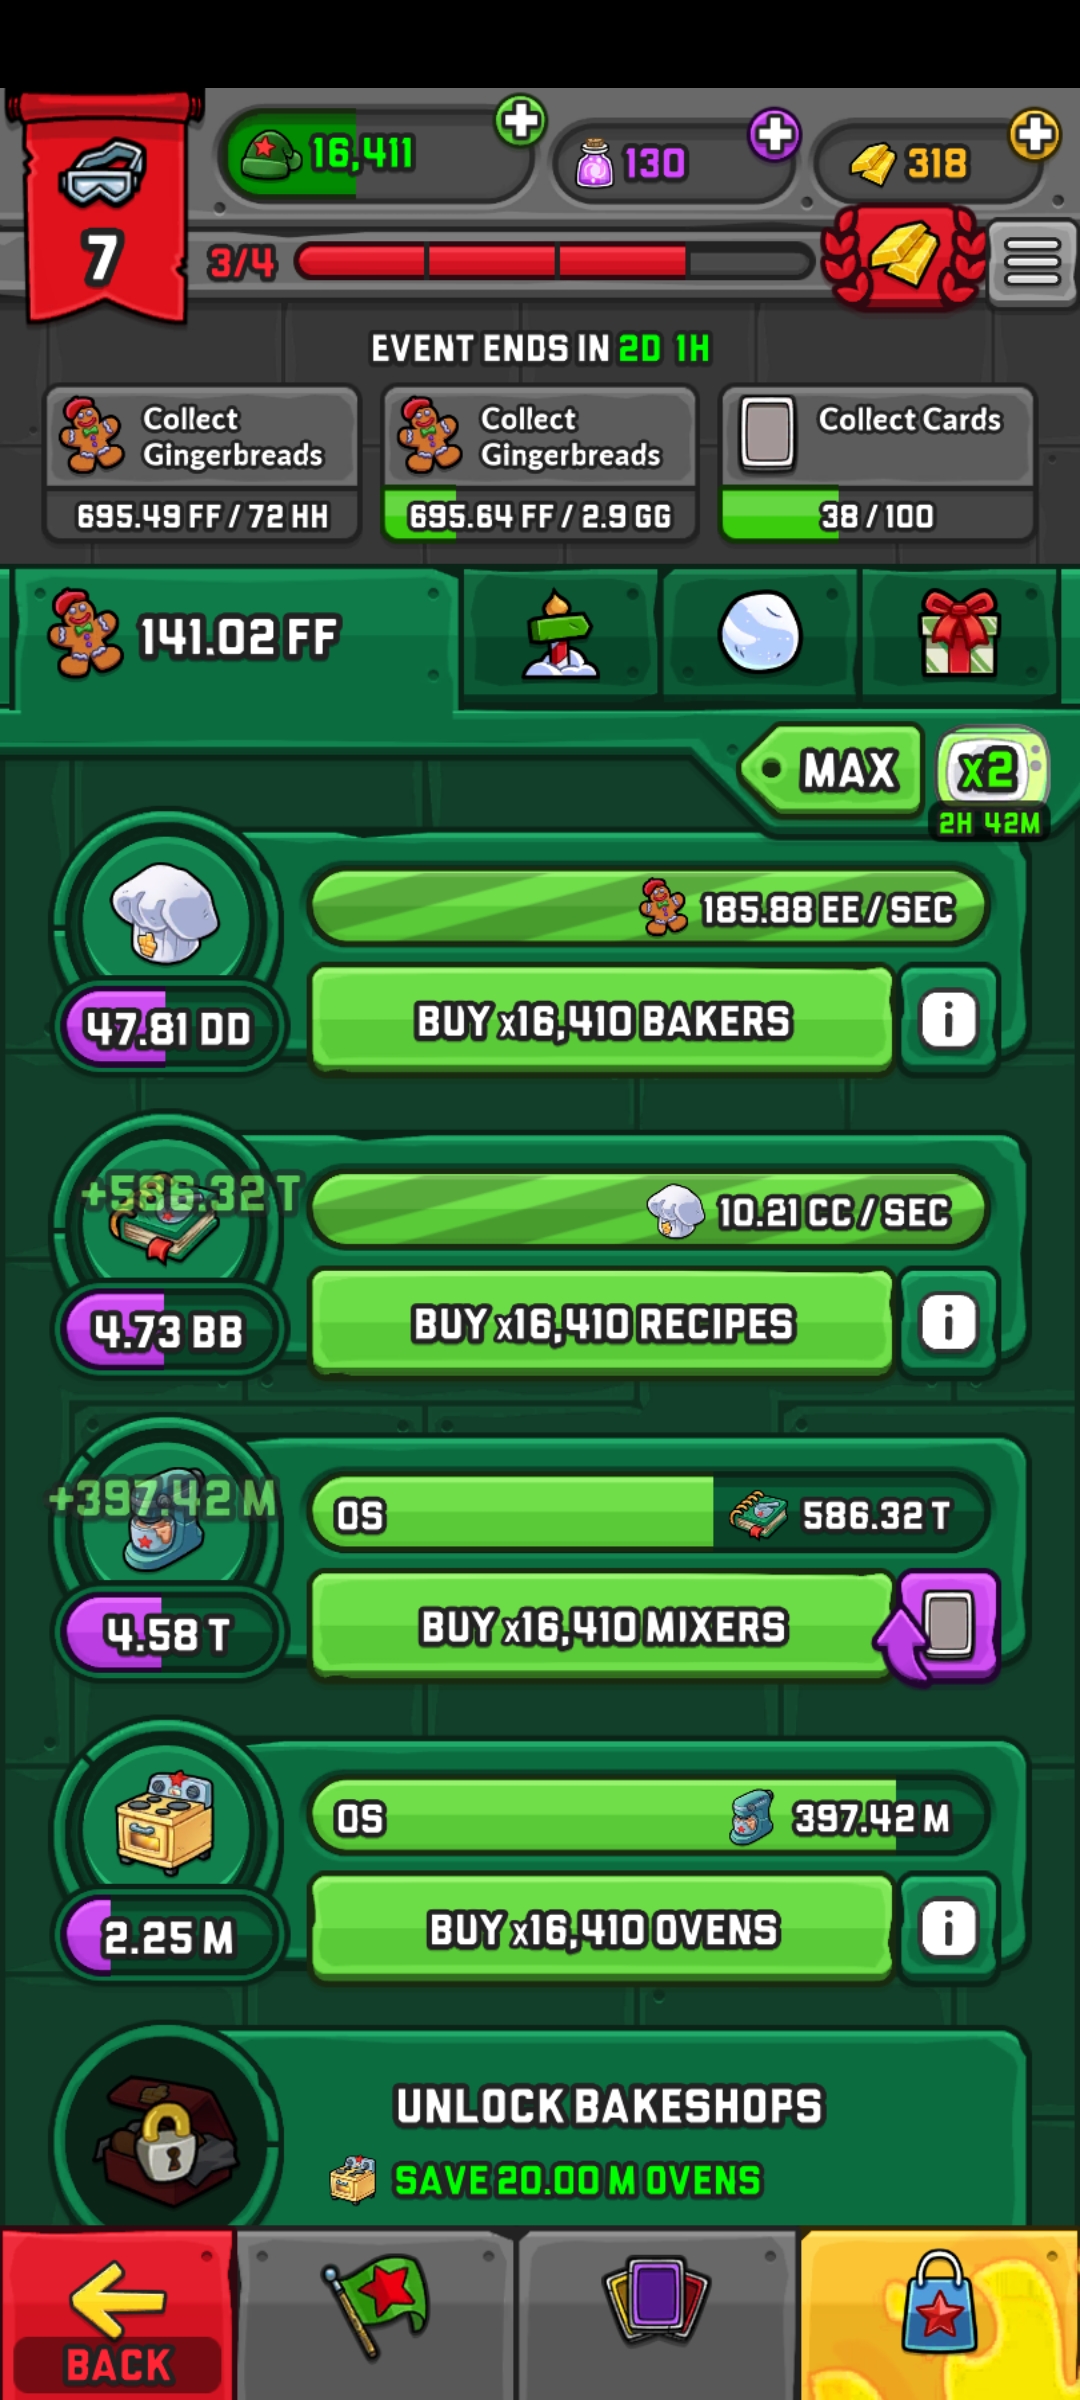 16,411
130
318
7
3/4
EVENT ENDS IN 2D 1H
Collect
Gingerbreads
695.49 FF / 72 HH
Collect
Gingerbreads
695.64 FF / 2.9 GG
Collect Cards
38 / 100
141.02 FF
MAX
x2
2H 42M
185.88 EE / SEC
47.81 DD
BUY x16,410 BAKERS
+586.32 T
10.21 CC / SEC
4.73 BB
BUY x16,410 RECIPES
+397.42 M
0S
586.32 T
4.58 T
BUY x16,410 MIXERS
0S
397.42 M
2.25 M
BUY x16,410 OVENS
UNLOCK BAKESHOPS
SAVE 20.00 M OVENS
BACK